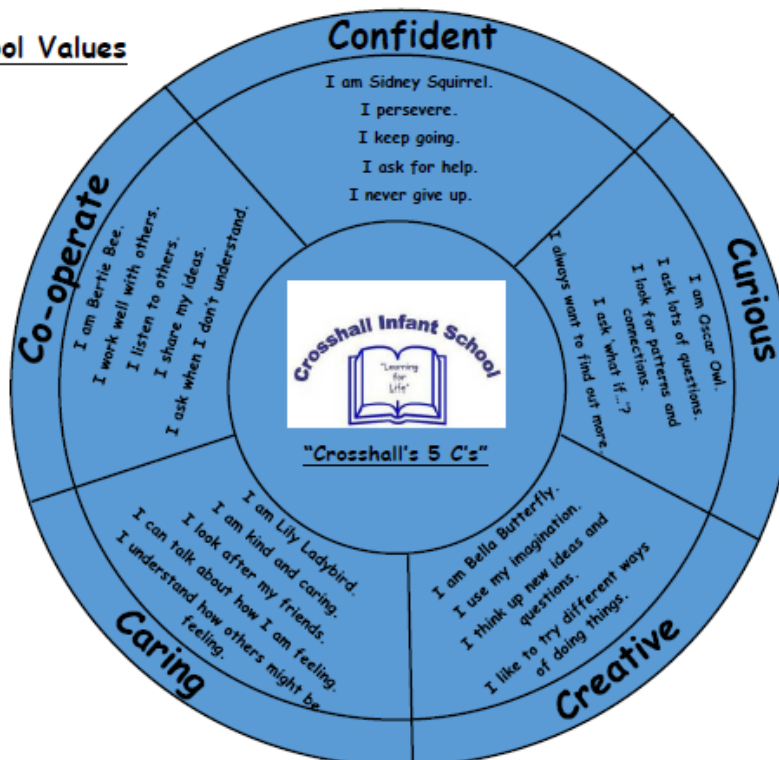 ool Values
Confident
I am Sidney Squirrel.
I persevere.
I keep going.
I ask for help.
I never give up.
Curious
I am Oscar Owl.
I ask lots of questions.
I look for patterns and
connections.
I ask 'what if...'?
I always want to find out more.
Creative
I am Bella Butterfly.
I use my imagination.
I think up new ideas and
questions.
I like to try different ways
of doing things.
Caring
I am Lily Ladybird.
I am kind and caring.
I look after my friends.
I can talk about how I am feeling.
I understand how others might be
feeling.
Co-operate
I am Bertie Bee.
I work well with others.
I listen to others.
I share my ideas.
I ask when I don't understand.
Crosshall Infant School
"Learning
for
Life"
"Crosshall's 5 C's"